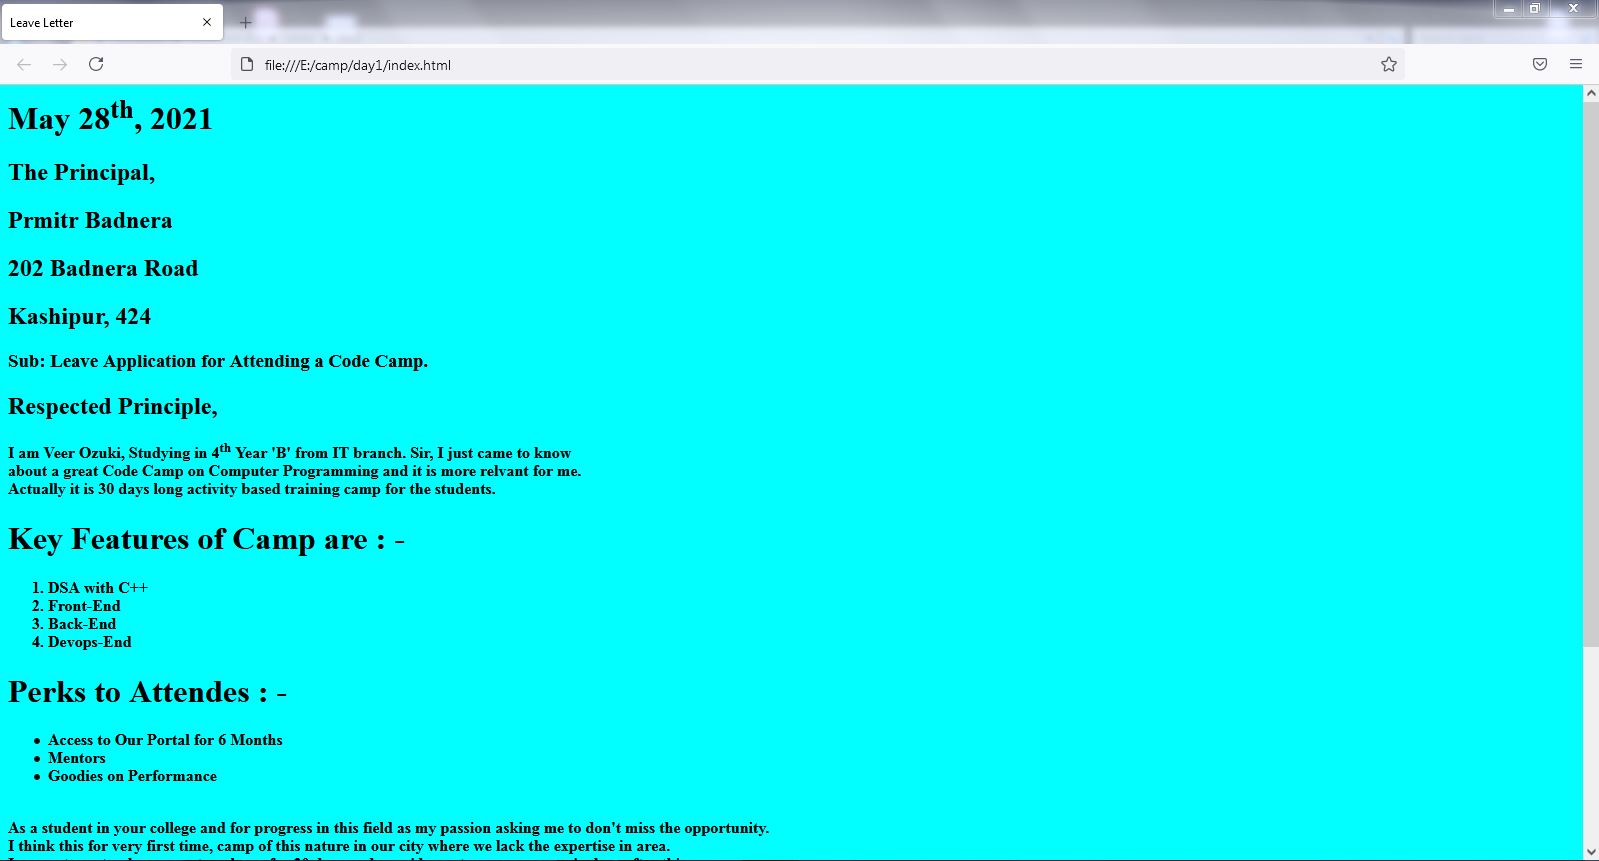 Leave Letter
file:///E:/camp/day1/index.html
May 28th, 2021
The Principal,
Prmitr Badnera
202 Badnera Road
Kashipur, 424
Sub: Leave Application for Attending a Code Camp.
Respected Principle,
I am Veer Ozuki, Studying in 4th Year 'B' from IT branch. Sir, I just came to know
about a great Code Camp on Computer Programming and it is more relvant for me.
Actually it is 30 days long activity based training camp for the students.
Key Features of Camp are : -
1. DSA with C++
2. Front-End
3. Back-End
4. Devops-End
Perks to Attendes : -
• Access to Our Portal for 6 Months
• Mentors
• Goodies on Performance
As a student in your college and for progress in this field as my passion asking me to don't miss the opportunity.
I think this for very first time, camp of this nature in our city where we lack the expertise in area.